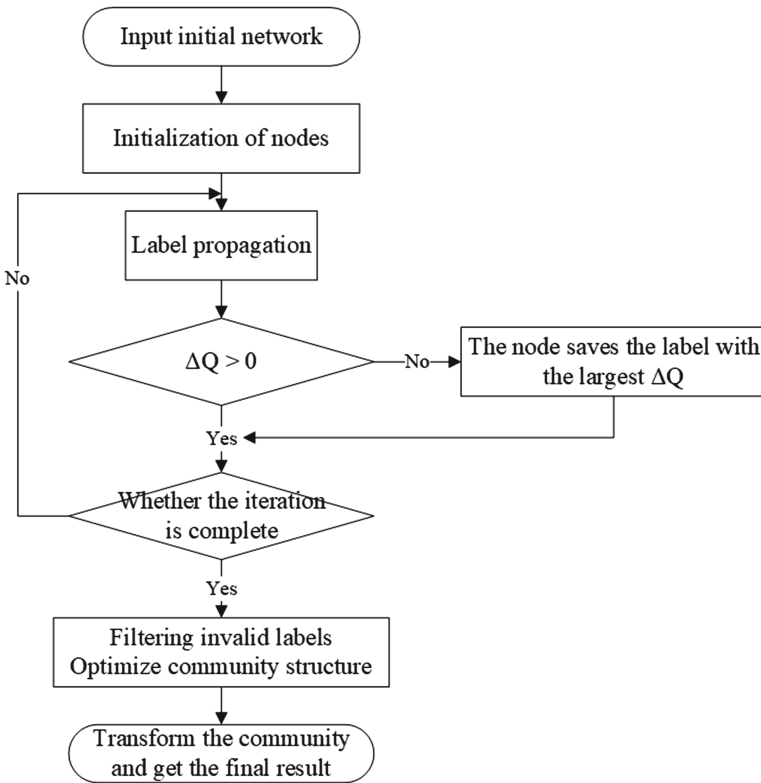 Input initial network
Initialization of nodes
Label propagation
No
ΔQ > 0
No
The node saves the label with
the largest ΔQ
Yes
Whether the iteration
is complete
Yes
Filtering invalid labels
Optimize community structure
Transform the community
and get the final result